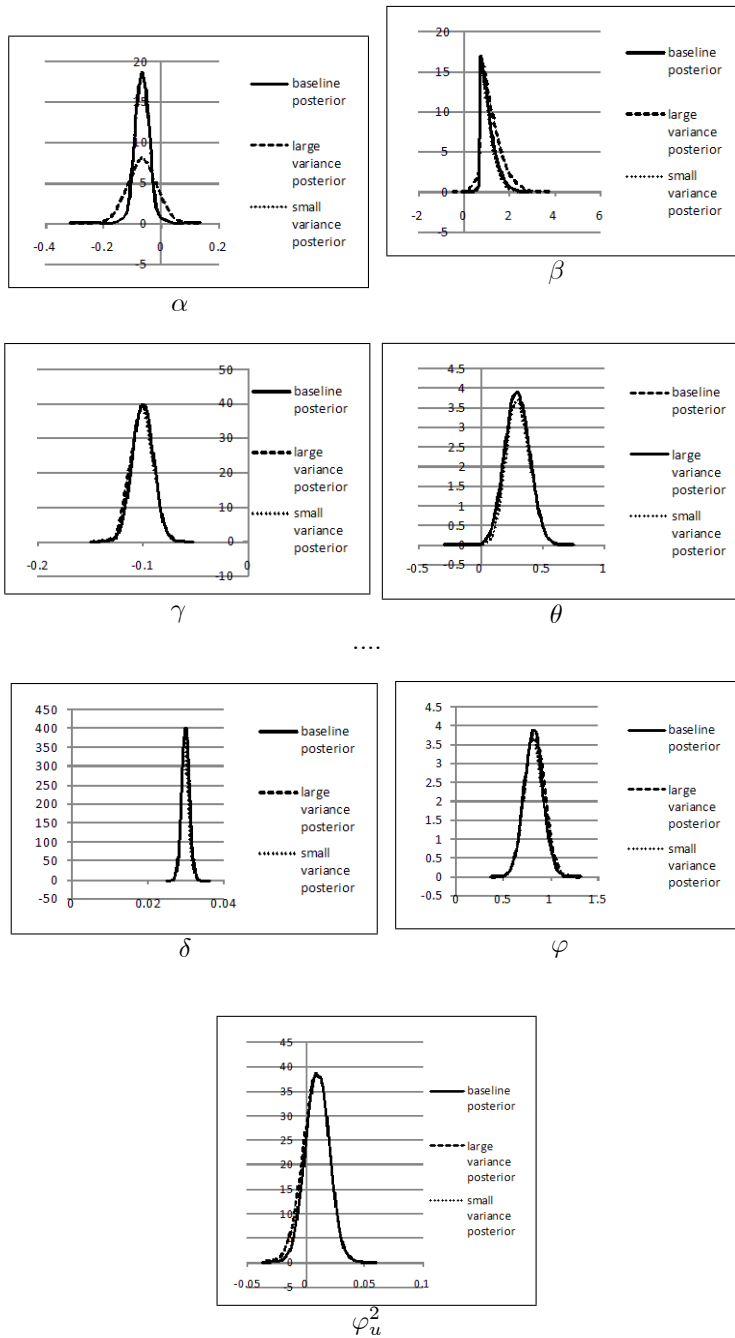 20
15
10
5
0
-5
-0.4 -0.2 0 0.2
baseline
posterior
large
variance
posterior
small
variance
posterior
α
20
15
10
5
0
-5
-2 0 2 4 6
baseline
posterior
large
variance
posterior
small
variance
posterior
β
50
40
30
20
10
0
-10
-0.2 -0.1 0
baseline
posterior
large
variance
posterior
small
variance
posterior
γ
4.5
4
3.5
3
2.5
2
1.5
1
0.5
0
-0.5
-0.5 0 0.5 1
baseline
posterior
large
variance
posterior
small
variance
posterior
θ
....
450
400
350
300
250
200
150
100
50
0
-50
0 0.02 0.04
baseline
posterior
large
variance
posterior
small
variance
posterior
δ
4.5
4
3.5
3
2.5
2
1.5
1
0.5
0
-0.5
0 0.5 1 1.5
baseline
posterior
large
variance
posterior
small
variance
posterior
φ
45
40
35
30
25
20
15
10
5
0
-5
-0.05 0 0.05 0.1
baseline
posterior
large
variance posterior
small
variance
posterior
φ²ᵤ